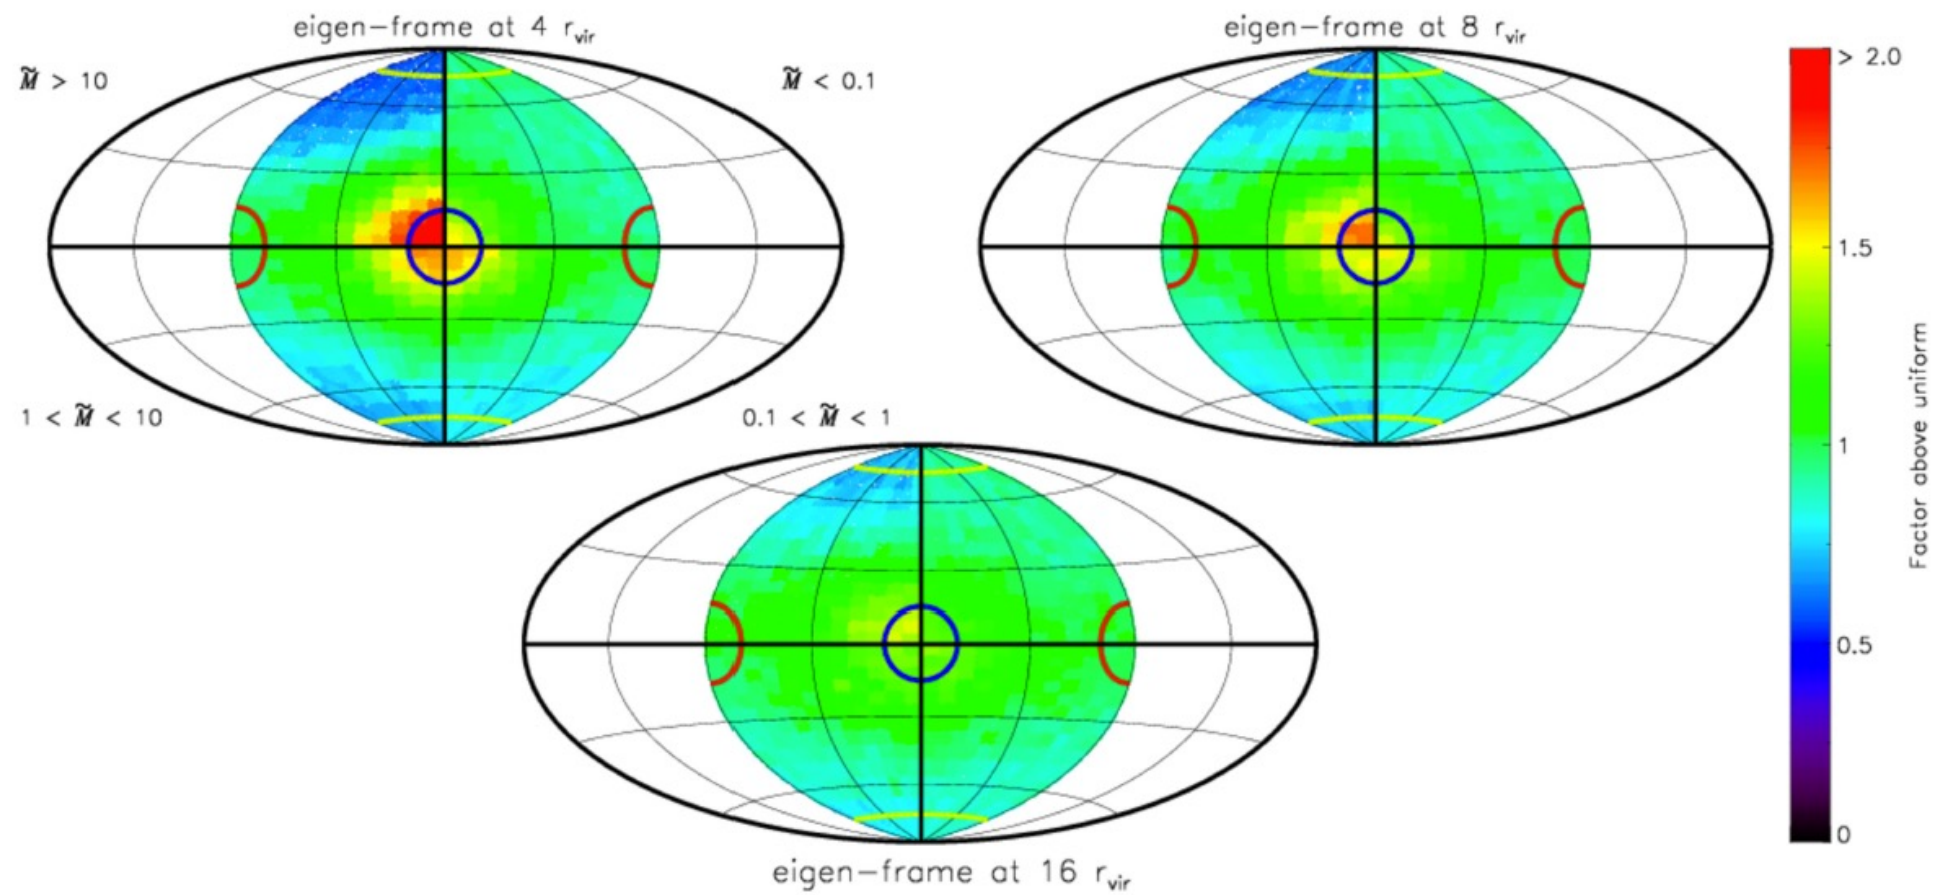 eigen-frame at 4 r_vir
eigen-frame at 8 r_vir
M̃ > 10
M̃ < 0.1
1 < M̃ < 10
0.1 < M̃ < 1
eigen-frame at 16 r_vir
> 2.0
1.5
1
0.5
0
Factor above uniform